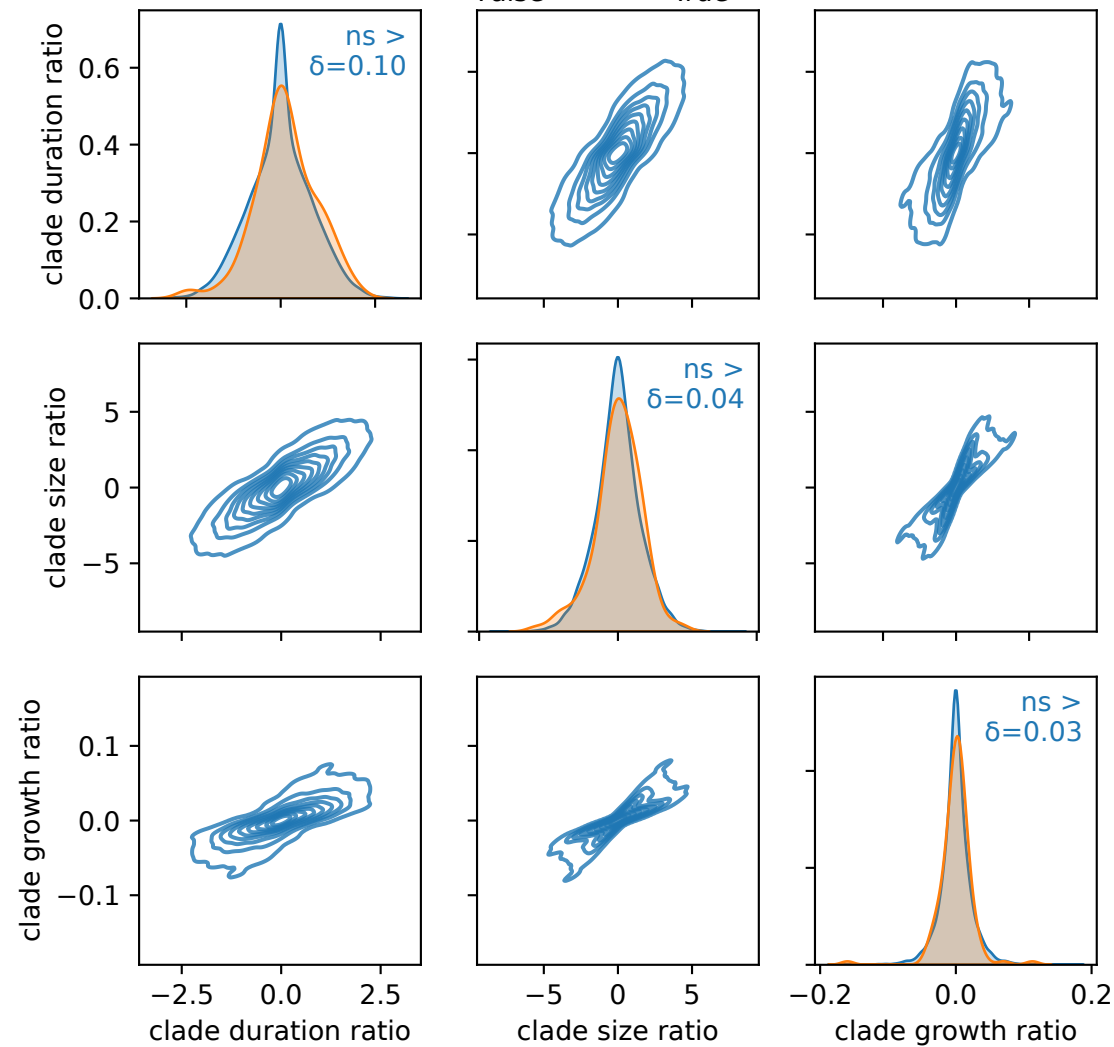 clade duration ratio
0.6
0.4
0.2
0.0
ns >
δ=0.10
clade size ratio
5
0
−5
ns >
δ=0.04
clade growth ratio
0.1
0.0
−0.1
ns >
δ=0.03
−2.5 0.0 2.5
−5 0 5
−0.2 0.0 0.2
clade duration ratio
clade size ratio
clade growth ratio